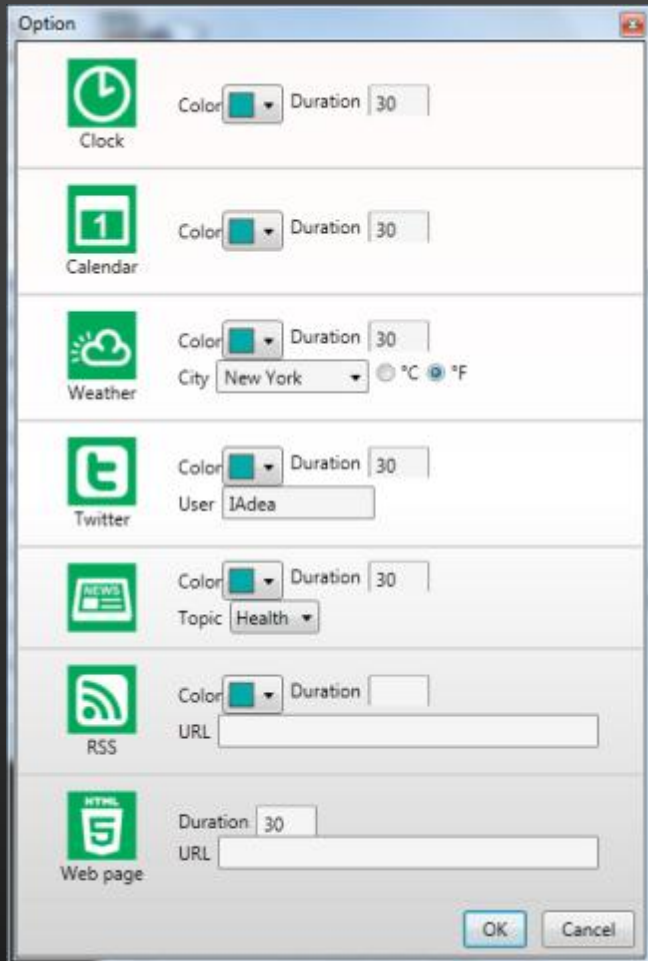 Option
Color Duration 30
Clock
1
Color Duration 30
Calendar
Color Duration 30
City New York °C °F
Weather
Color Duration 30
User IAdea
Twitter
NEWS
Color Duration 30
Topic Health
Color Duration
URL
RSS
HTML
5
Duration 30
URL
Web page
OK Cancel